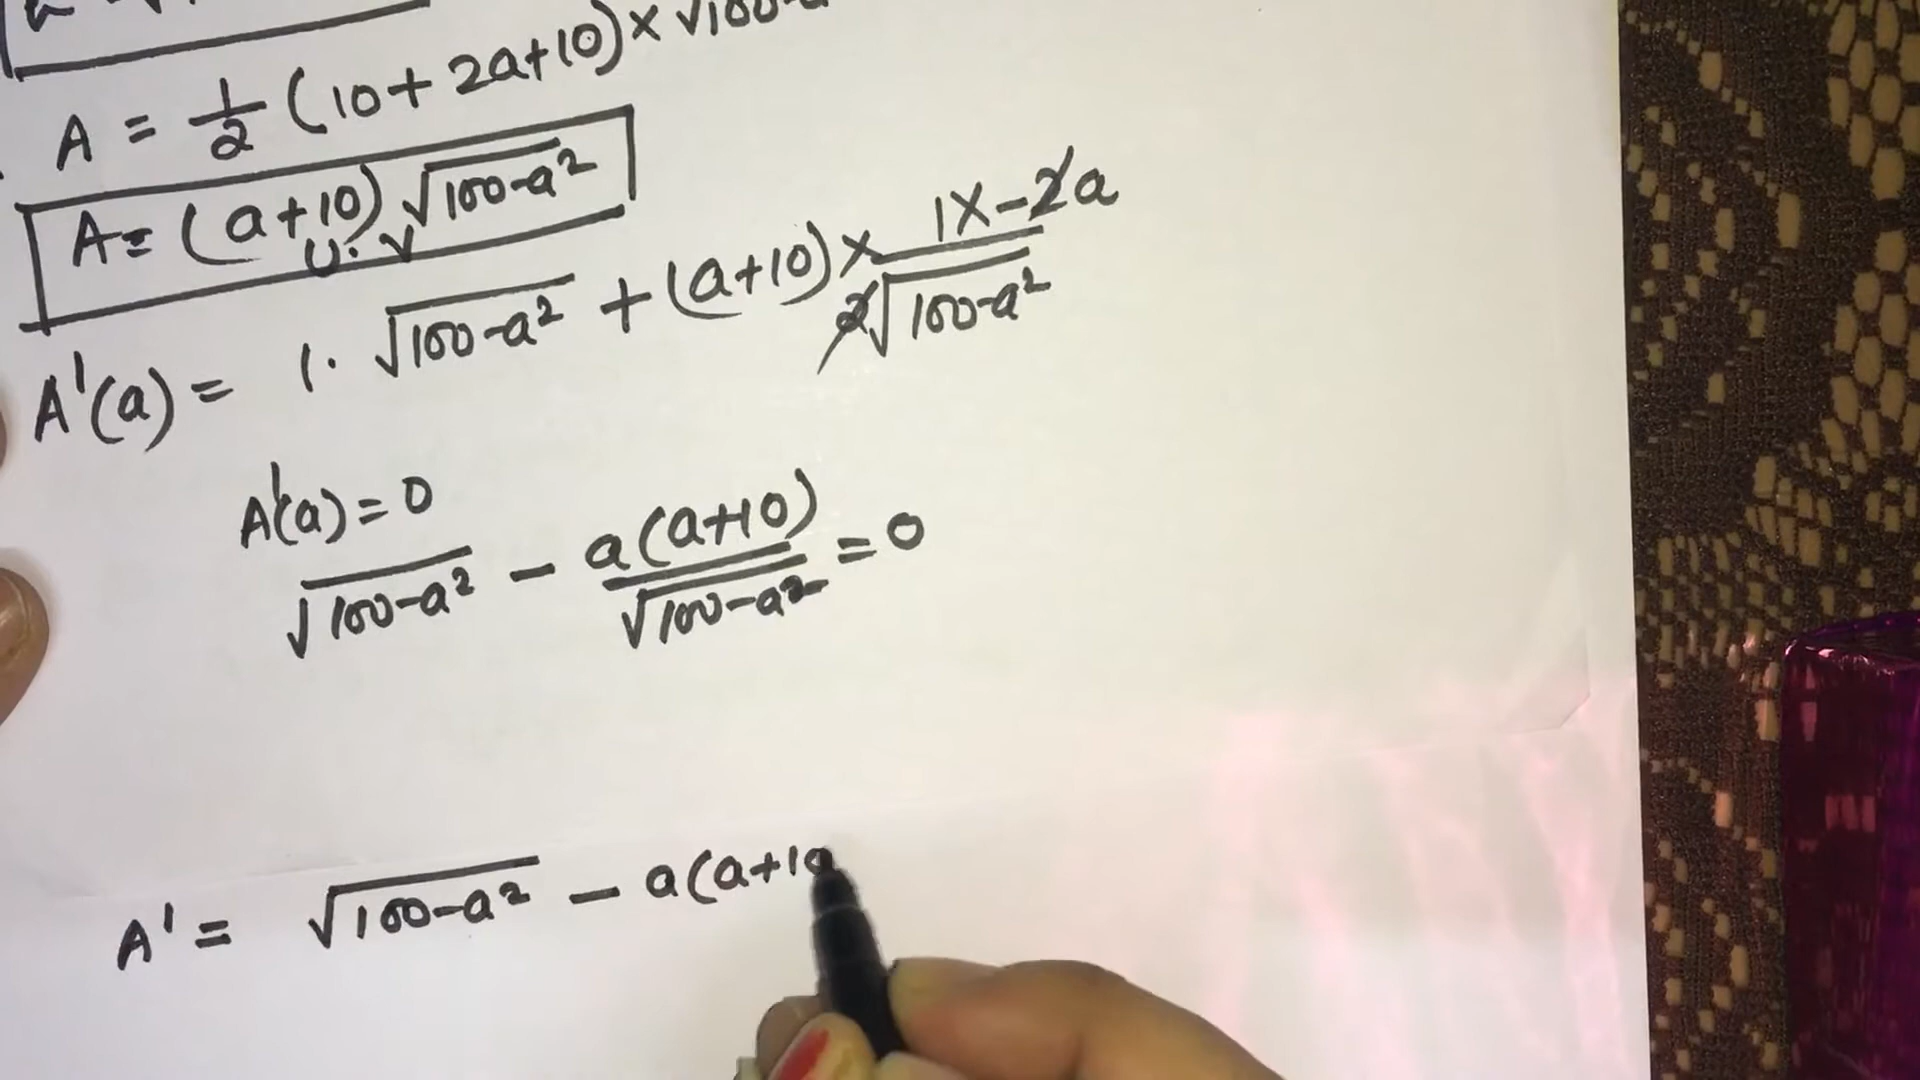 A = 1/2 (10 + 2a+10) × √100-a
A = (a+10) √100-a²
U. V
A'(a) = 1. √100-a² + (a+10) × 1×-2a / 2√100-a²
A'(a) = 0
√100-a² - a(a+10) / √100-a² = 0
A' = √100-a² - a(a+10